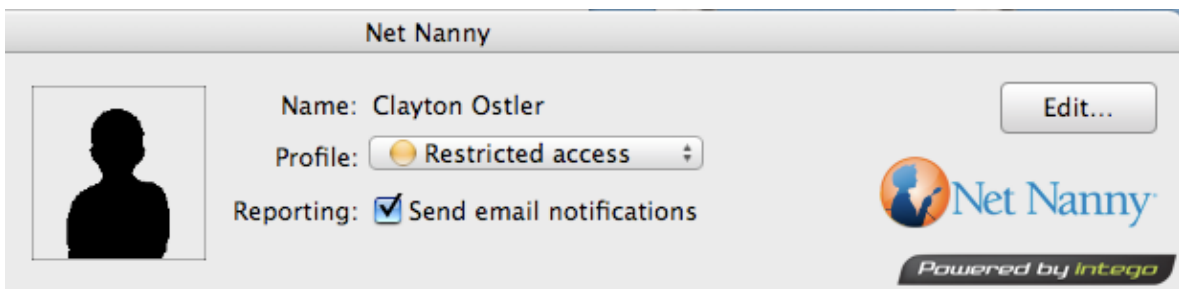 Net Nanny
Name: Clayton Ostler
Edit...
Profile: Restricted access
Reporting: Send email notifications
Net Nanny
Powered by intego